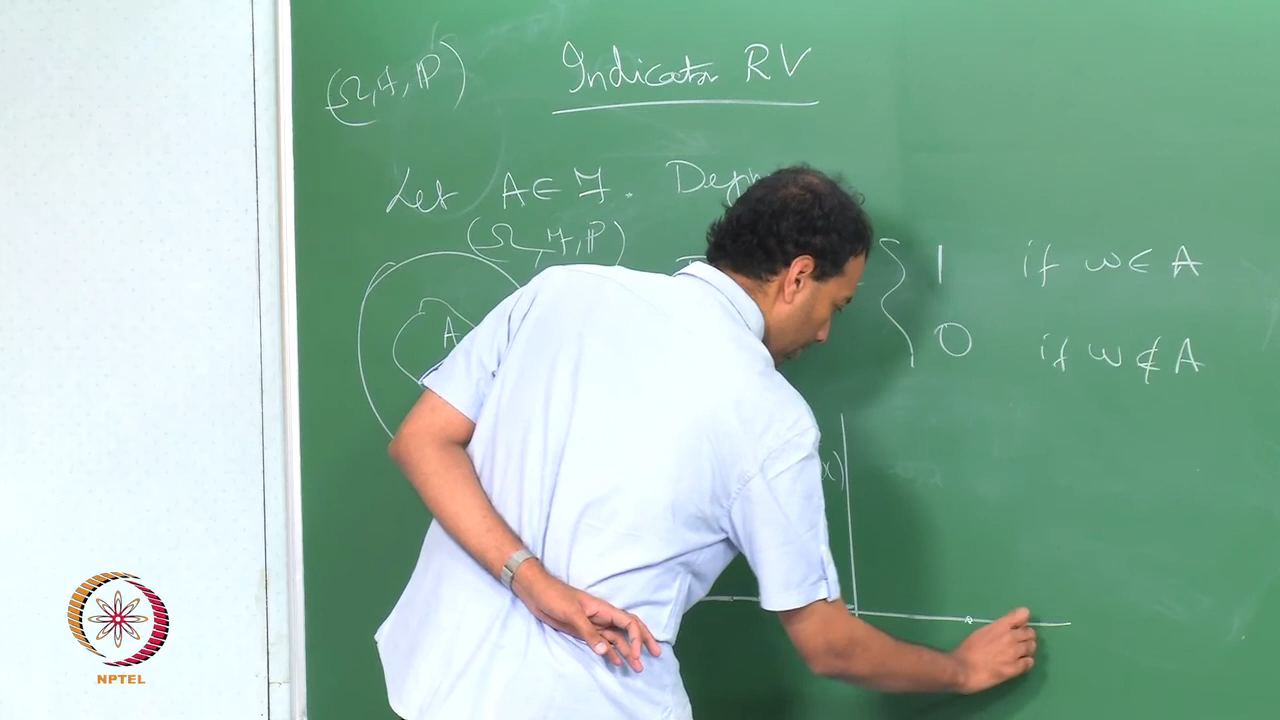 (Ω, F, P) Indicator RV
Let A ∈ F . Defin
(Ω, F, P)
{ 1 if ω ∈ A
0 if ω ∉ A
A
x)
NPTEL